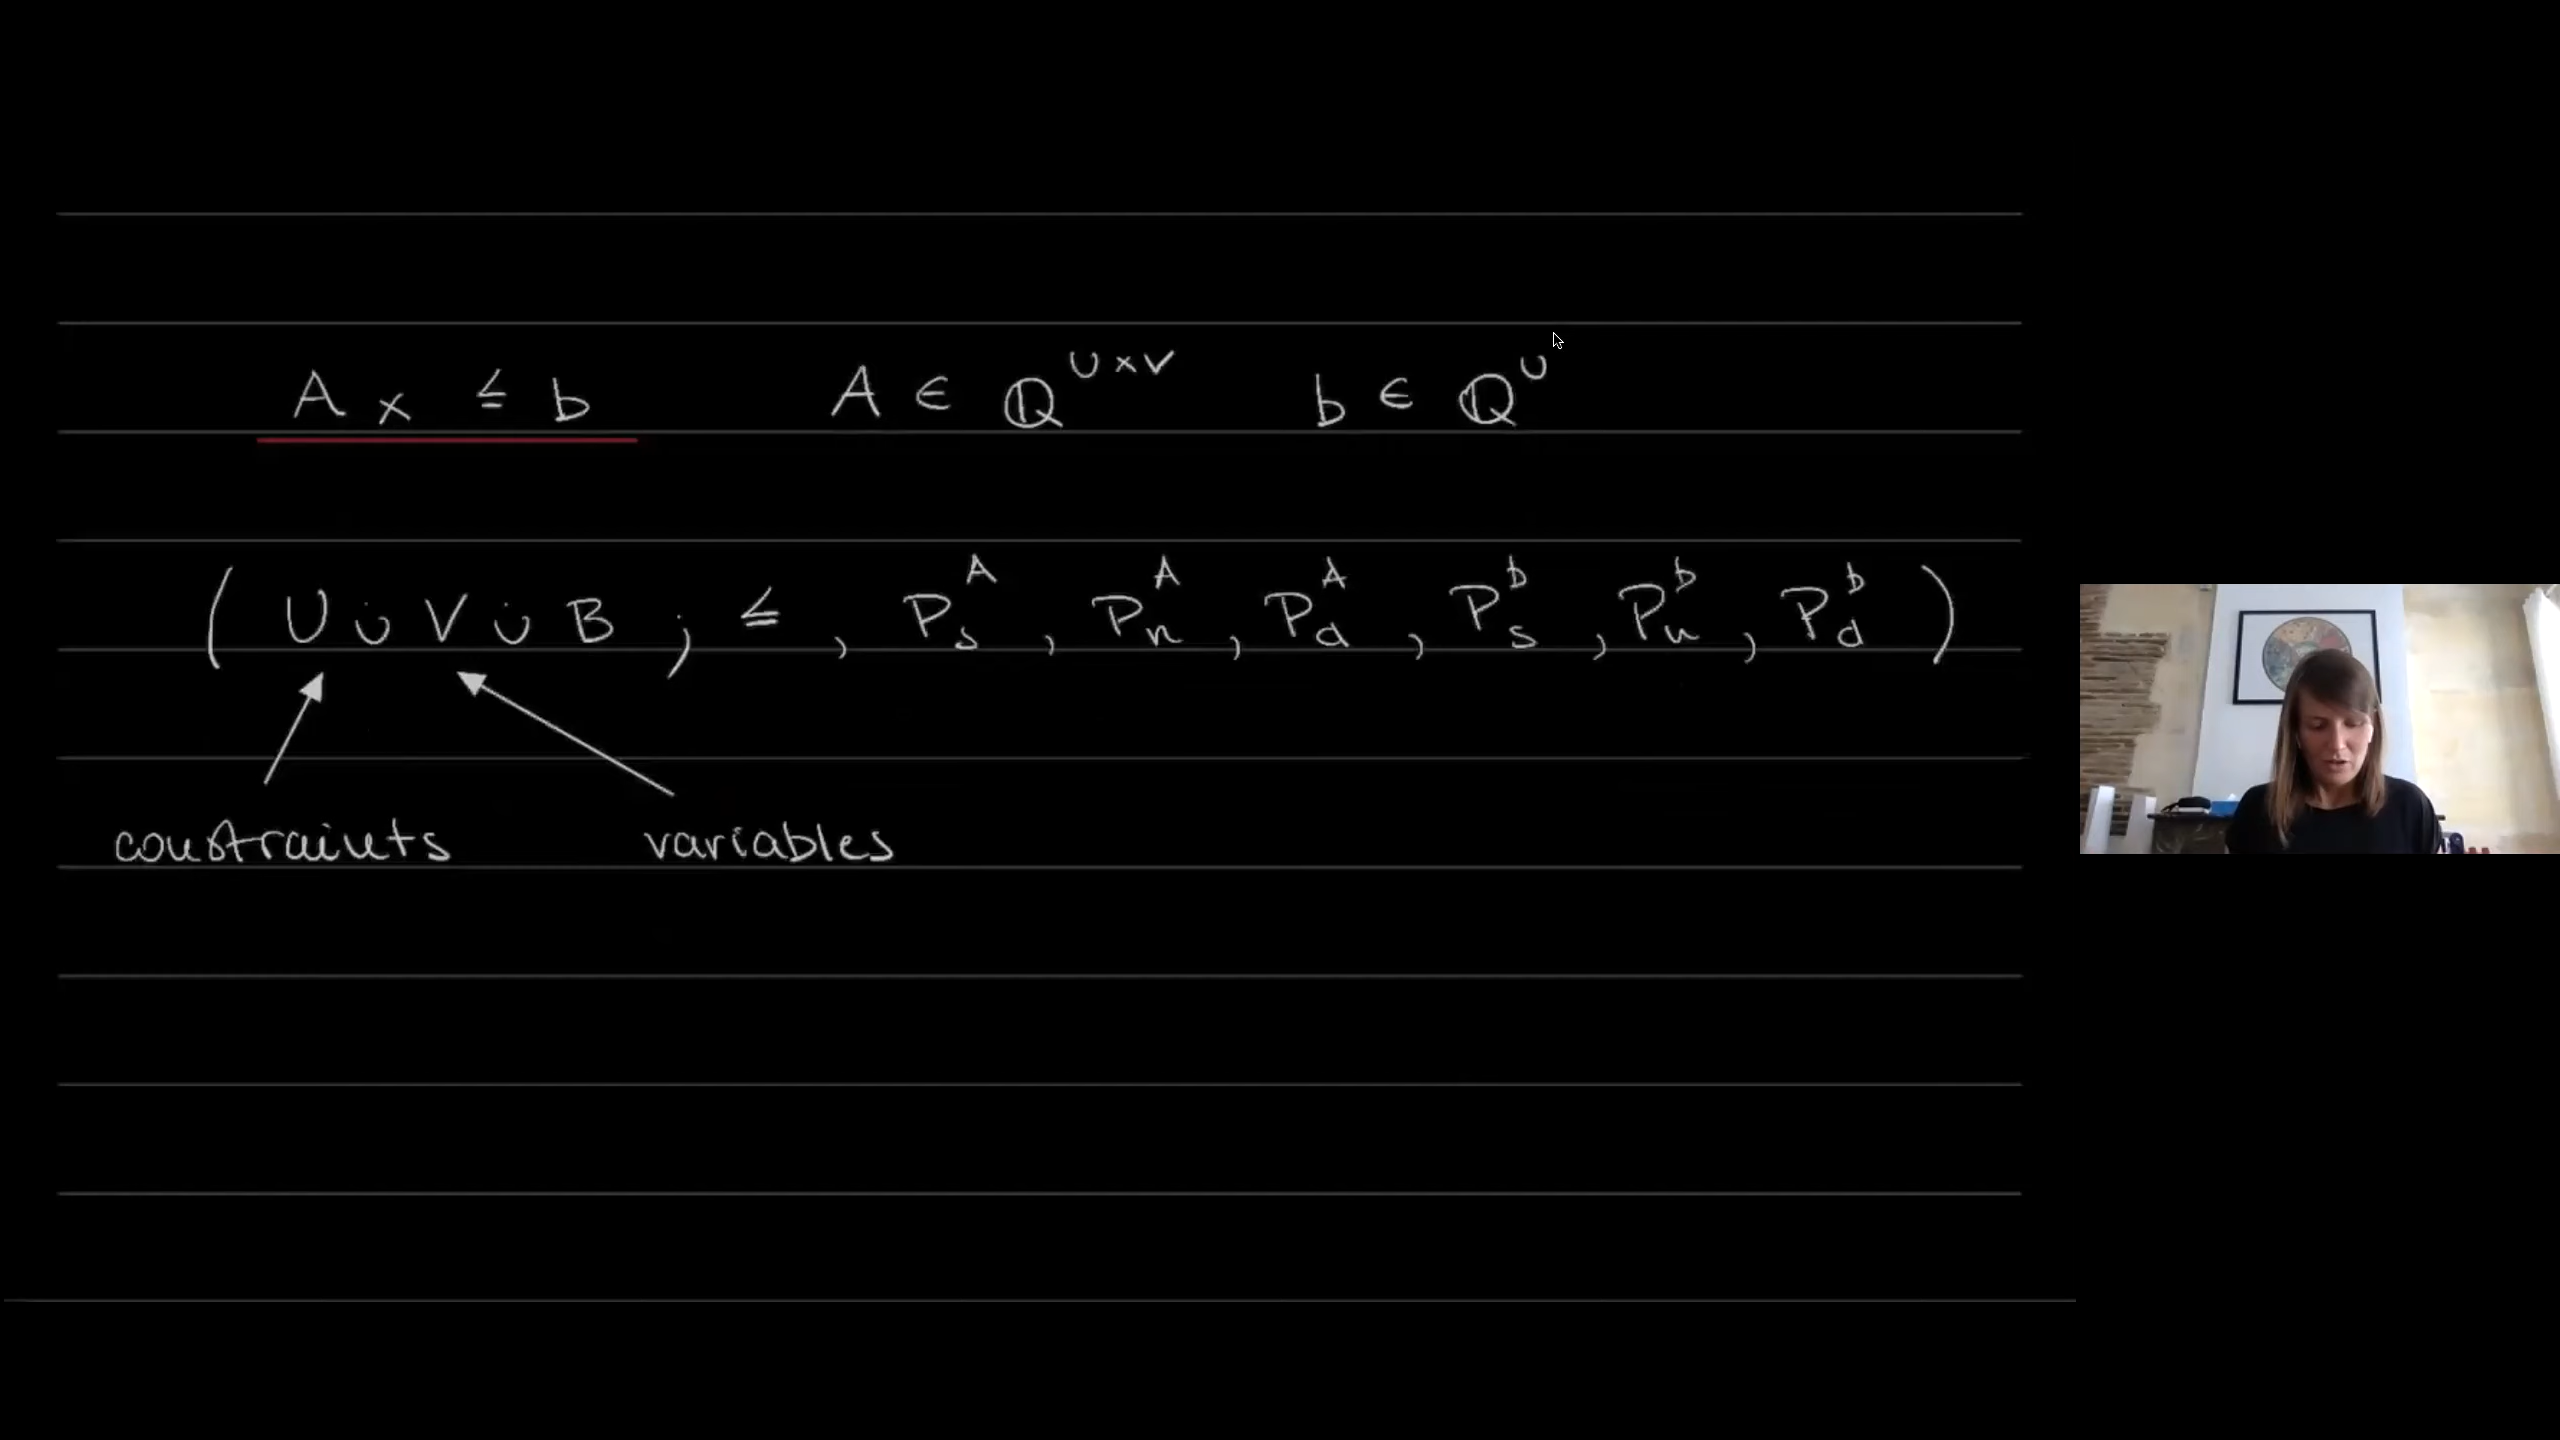 A x ≤ b A ∈ ℚ^{U×V} b ∈ ℚ^U
( U ∪̇ V ∪̇ B ; ≤ , P_s^A , P_n^A , P_d^A , P_s^b , P_n^b , P_d^b )
constraints variables